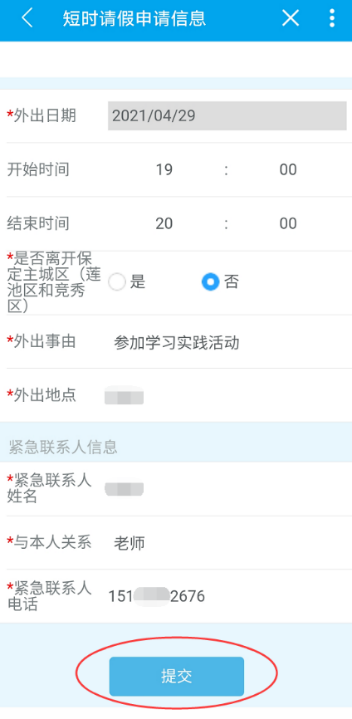 短时请假申请信息
*外出日期 2021/04/29
开始时间 19 : 00
结束时间 20 : 00
*是否离开保
定主城区（莲
池区和竞秀
区）
是 否
*外出事由 参加学习实践活动
*外出地点
紧急联系人信息
*紧急联系人
姓名
*与本人关系 老师
*紧急联系人
电话
151 2676
提交